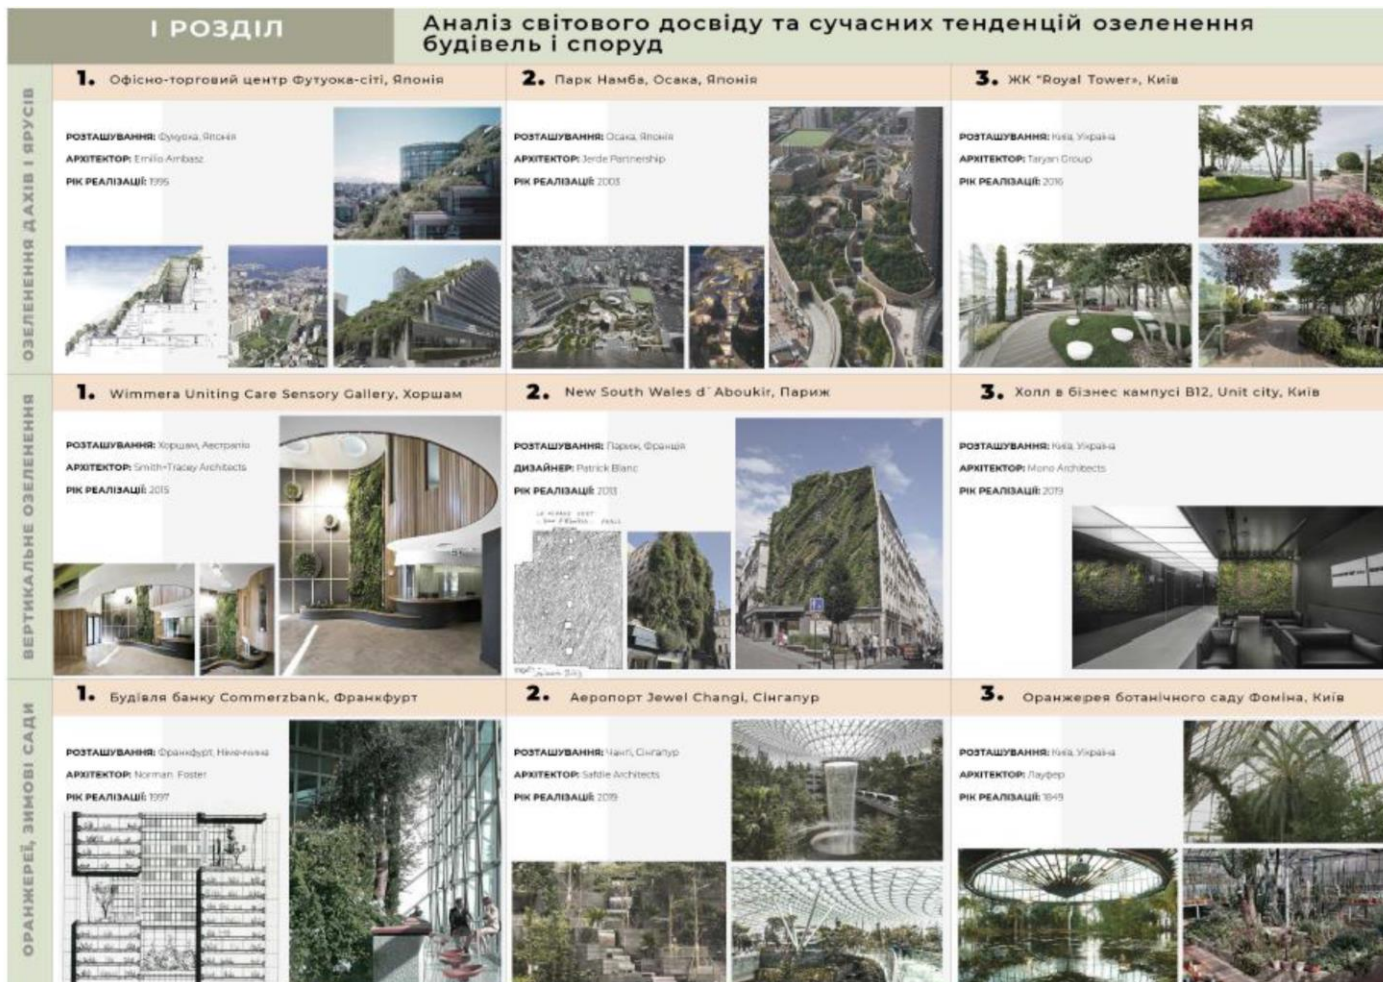 І РОЗДІЛ
Аналіз світового досвіду та сучасних тенденцій озеленення
будівель і споруд
ОЗЕЛЕНЕННЯ ДАХІВ І ЯРУСІВ
1. Офісно-торговий центр Футуока-сіті, Японія
РОЗТАШУВАННЯ: Фукуока, Японія
АРХІТЕКТОР: Emilio Ambasz
РІК РЕАЛІЗАЦІЇ: 1995
2. Парк Намба, Осака, Японія
РОЗТАШУВАННЯ: Осака, Японія
АРХІТЕКТОР: Jerde Partnership
РІК РЕАЛІЗАЦІЇ: 2003
3. ЖК "Royal Tower», Київ
РОЗТАШУВАННЯ: Київ, Україна
АРХІТЕКТОР: Taryan Group
РІК РЕАЛІЗАЦІЇ: 2016
ВЕРТИКАЛЬНЕ ОЗЕЛЕНЕННЯ
1. Wimmera Uniting Care Sensory Gallery, Хоршам
РОЗТАШУВАННЯ: Хоршам, Австралія
АРХІТЕКТОР: Smith+Tracey Architects
РІК РЕАЛІЗАЦІЇ: 2015
2. New South Wales d`Aboukir, Париж
РОЗТАШУВАННЯ: Париж, Франція
ДИЗАЙНЕР: Patrick Blanc
РІК РЕАЛІЗАЦІЇ: 2013
3. Холл в бізнес кампусі B12, Unit city, Київ
РОЗТАШУВАННЯ: Київ, Україна
АРХІТЕКТОР: Mono Architects
РІК РЕАЛІЗАЦІЇ: 2019
ОРАНЖЕРЕЇ, ЗИМОВІ САДИ
1. Будівля банку Commerzbank, Франкфурт
РОЗТАШУВАННЯ: Франкфурт, Німеччина
АРХІТЕКТОР: Norman Foster
РІК РЕАЛІЗАЦІЇ: 1997
2. Аеропорт Jewel Changi, Сінгапур
РОЗТАШУВАННЯ: Чангі, Сінгапур
АРХІТЕКТОР: Safdie Architects
РІК РЕАЛІЗАЦІЇ: 2019
3. Оранжерея ботанічного саду Фоміна, Київ
РОЗТАШУВАННЯ: Київ, Україна
АРХІТЕКТОР: Лауфер
РІК РЕАЛІЗАЦІЇ: 1849